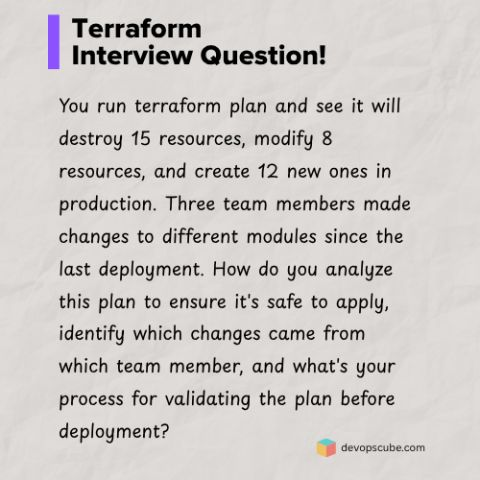 Terraform
Interview Question!
You run terraform plan and see it will
destroy 15 resources, modify 8
resources, and create 12 new ones in
production. Three team members made
changes to different modules since the
last deployment. How do you analyze
this plan to ensure it's safe to apply,
identify which changes came from
which team member, and what's your
process for validating the plan before
deployment?
devopscube.com